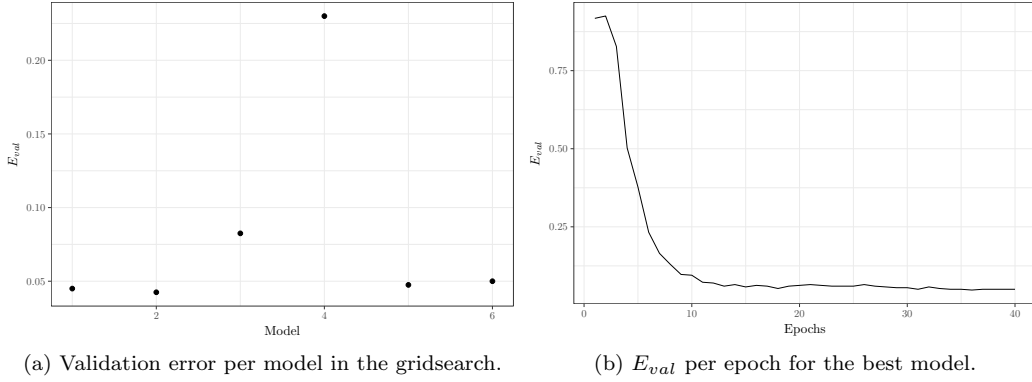 0.20
0.15
0.10
0.05
E_val
2
4
6
Model
(a) Validation error per model in the gridsearch.
0.75
0.50
0.25
E_val
0
10
20
30
40
Epochs
(b) E_val per epoch for the best model.